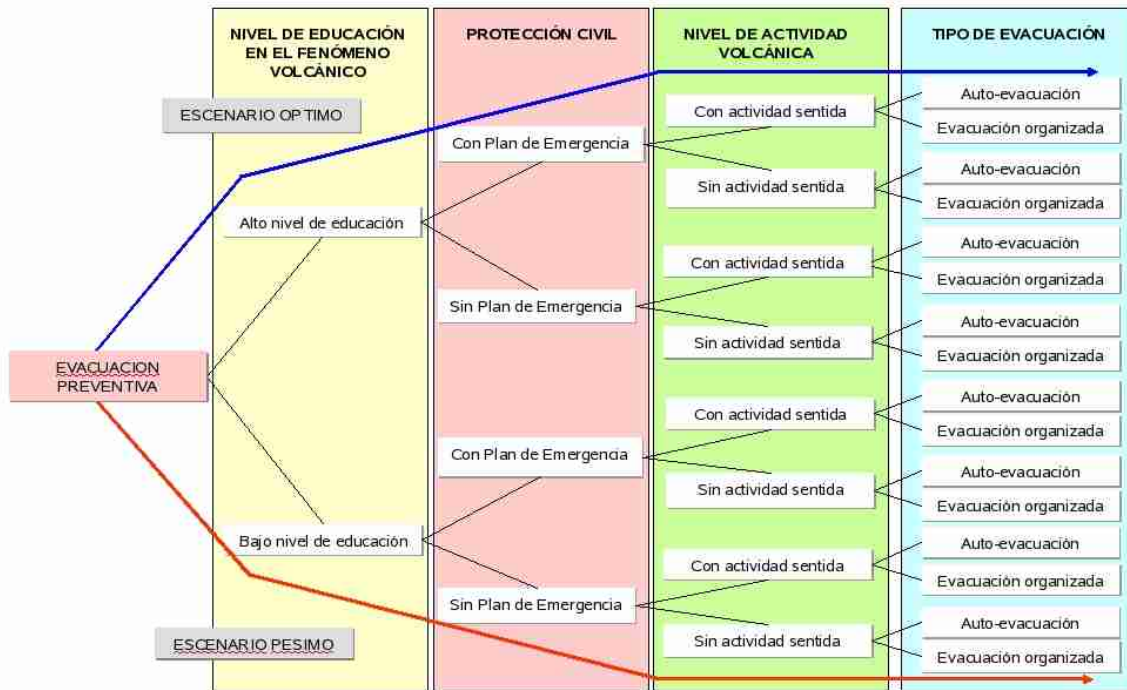 NIVEL DE EDUCACIÓN
EN EL FENÓMENO
VOLCÁNICO
PROTECCIÓN CIVIL
NIVEL DE ACTIVIDAD
VOLCÁNICA
TIPO DE EVACUACIÓN
ESCENARIO OPTIMO
EVACUACION
PREVENTIVA
ESCENARIO PESIMO
Alto nivel de educación
Bajo nivel de educación
Con Plan de Emergencia
Sin Plan de Emergencia
Con Plan de Emergencia
Sin Plan de Emergencia
Con actividad sentida
Sin actividad sentida
Con actividad sentida
Sin actividad sentida
Con actividad sentida
Sin actividad sentida
Con actividad sentida
Sin actividad sentida
Auto-evacuación
Evacuación organizada
Auto-evacuación
Evacuación organizada
Auto-evacuación
Evacuación organizada
Auto-evacuación
Evacuación organizada
Auto-evacuación
Evacuación organizada
Auto-evacuación
Evacuación organizada
Auto-evacuación
Evacuación organizada
Auto-evacuación
Evacuación organizada